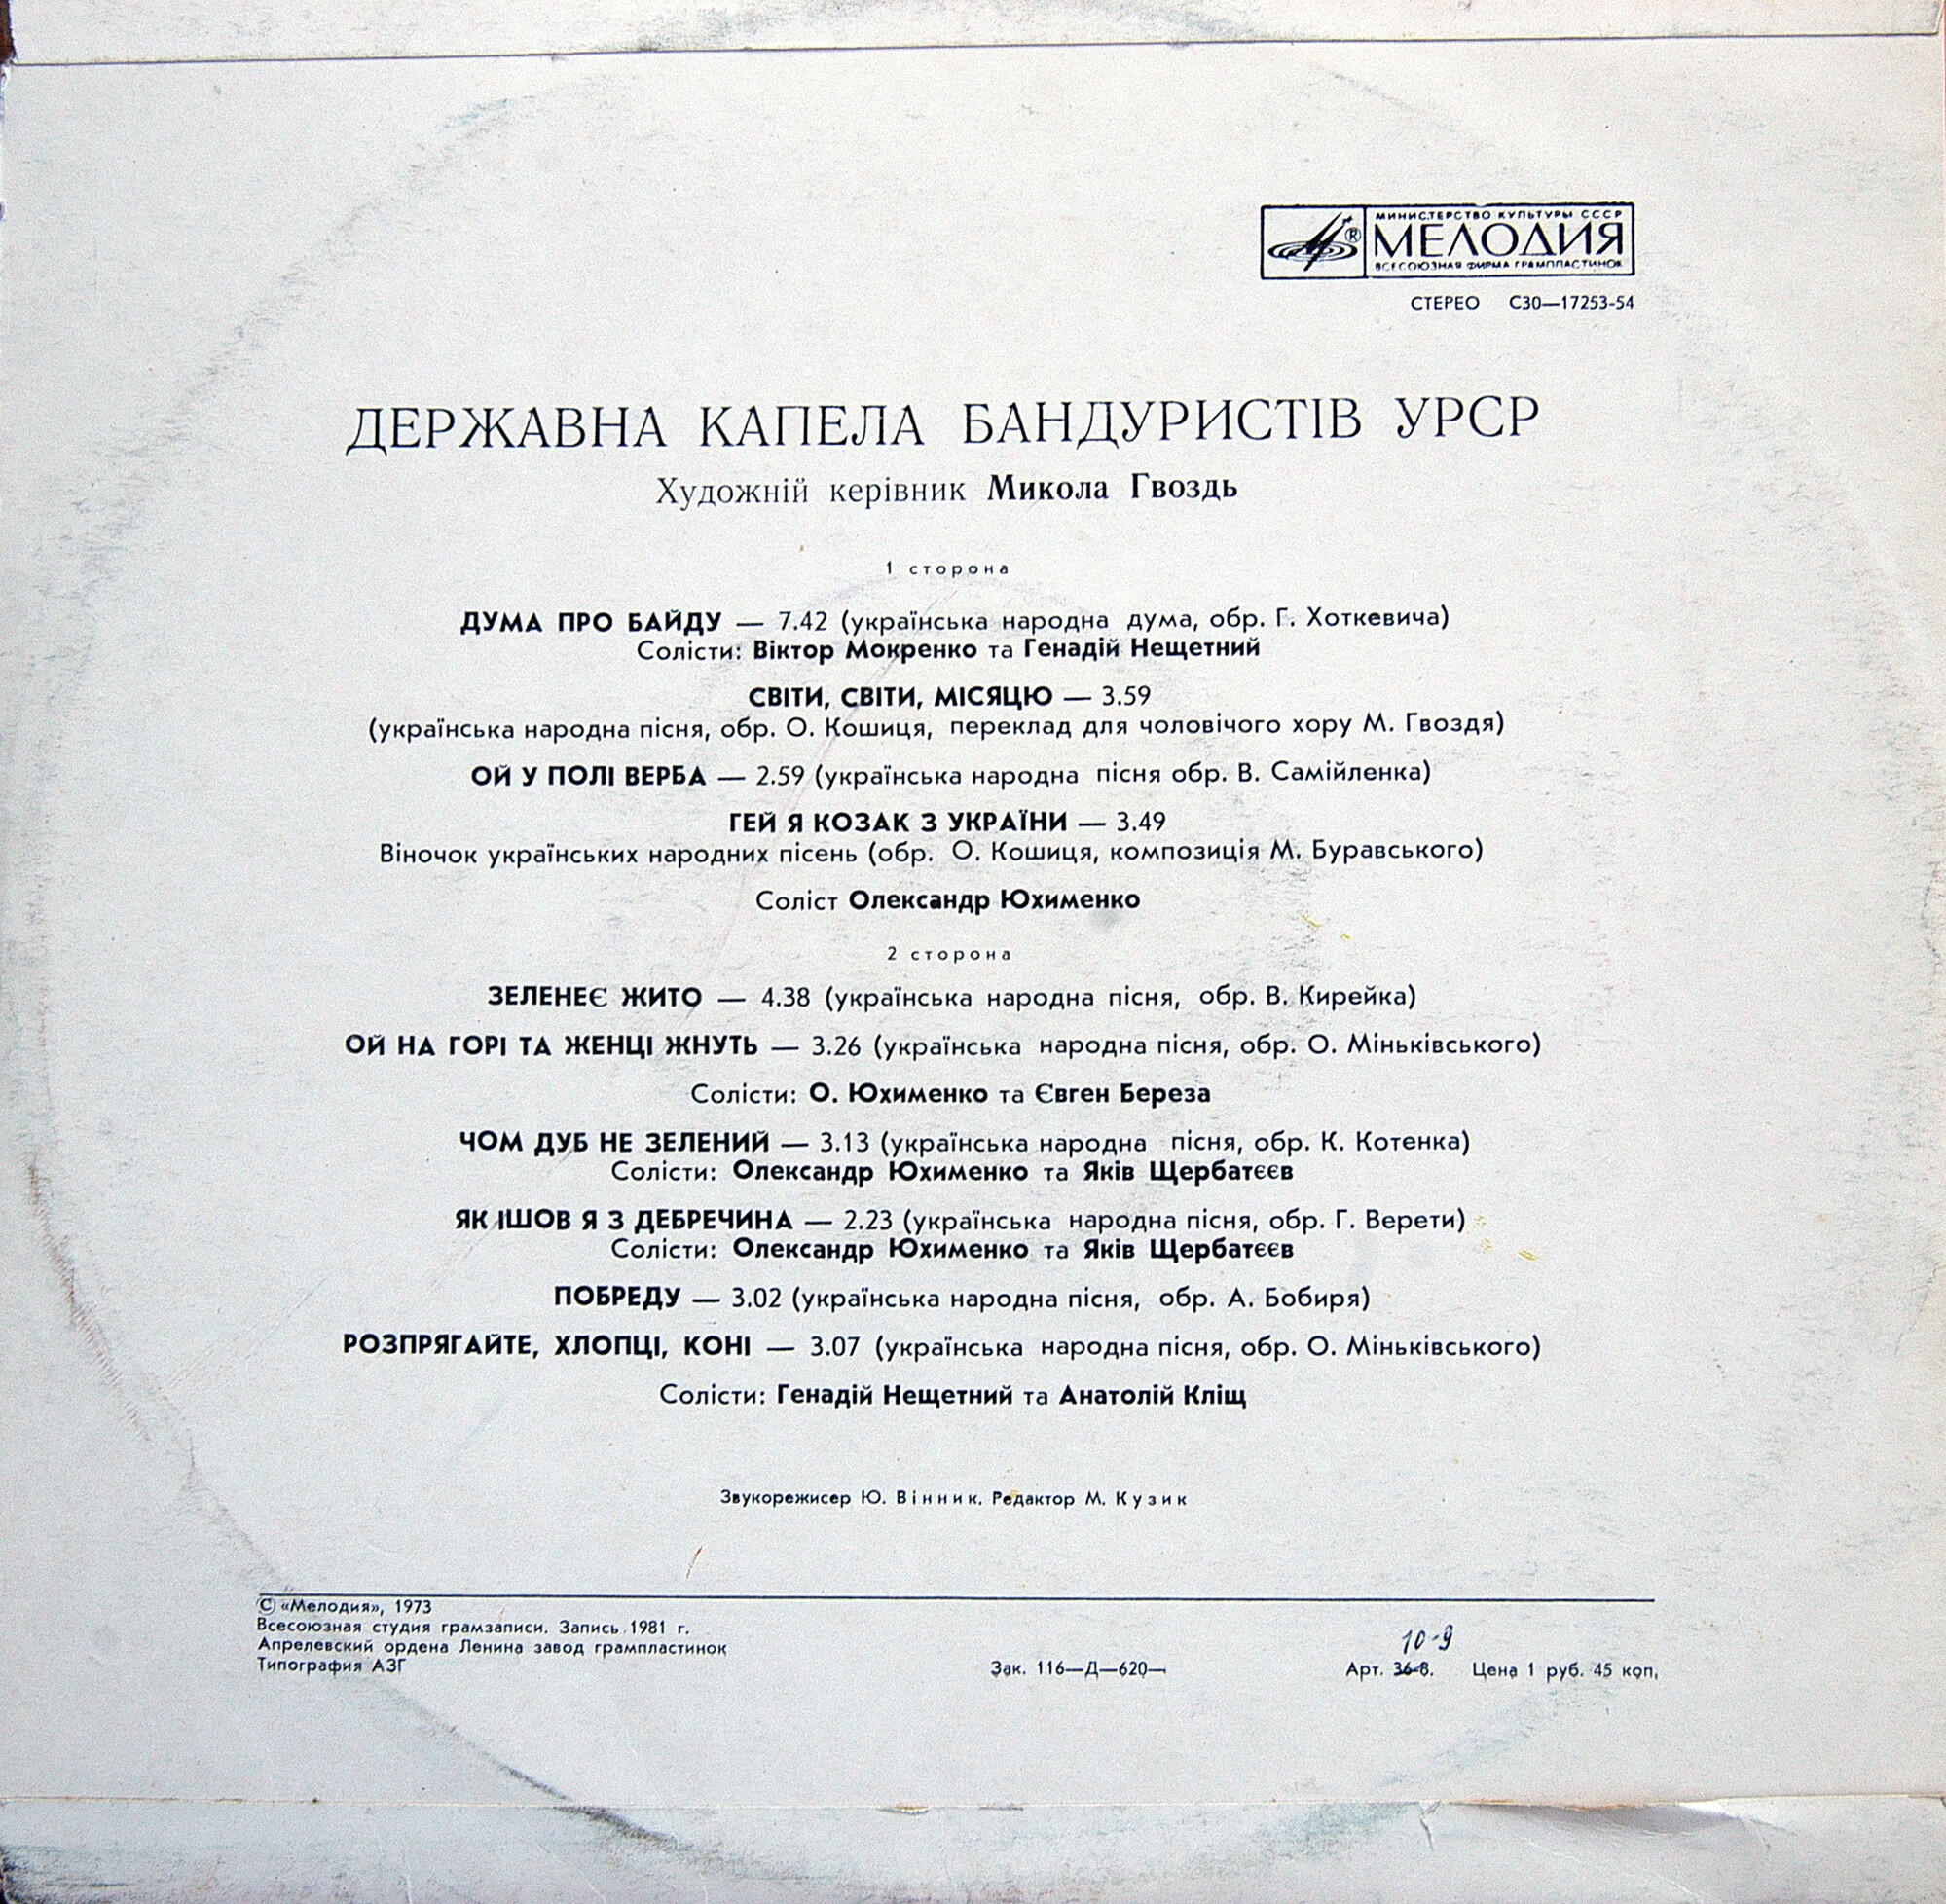 МИНИСТЕРСТВО КУЛЬТУРЫ СССР
МЕЛОДИЯ
ВСЕСОЮЗНАЯ ФИРМА ГРАМПЛАСТИНОК
СТЕРЕО С30—17253-54
ДЕРЖАВНА КАПЕЛА БАНДУРИСТІВ УРСР
Художній керівник Микола Гвоздь
1 сторона
ДУМА ПРО БАЙДУ — 7.42 (українська народна дума, обр. Г. Хоткевича)
Солісти: Віктор Мокренко та Генадій Нещетний
СВІТИ, СВІТИ, МІСЯЦЮ — 3.59
(українська народна пісня, обр. О. Кошиця, переклад для чоловічого хору М. Гвоздя)
ОЙ У ПОЛІ ВЕРБА — 2.59 (українська народна пісня обр. В. Самійленка)
ГЕЙ Я КОЗАК З УКРАЇНИ — 3.49
Віночок українських народних пісень (обр. О. Кошиця, композиція М. Буравського)
Соліст Олександр Юхименко
2 сторона
ЗЕЛЕНЕЄ ЖИТО — 4.38 (українська народна пісня, обр. В. Кирейка)
ОЙ НА ГОРІ ТА ЖЕНЦІ ЖНУТЬ — 3.26 (українська народна пісня, обр. О. Міньківського)
Солісти: О. Юхименко та Євген Береза
ЧОМ ДУБ НЕ ЗЕЛЕНИЙ — 3.13 (українська народна пісня, обр. К. Котенка)
Солісти: Олександр Юхименко та Яків Щербатєєв
ЯК ІШОВ Я З ДЕБРЕЧИНА — 2.23 (українська народна пісня, обр. Г. Верети)
Солісти: Олександр Юхименко та Яків Щербатєєв
ПОБРЕДУ — 3.02 (українська народна пісня, обр. А. Бобиря)
РОЗПРЯГАЙТЕ, ХЛОПЦІ, КОНІ — 3.07 (українська народна пісня, обр. О. Міньківського)
Солісти: Генадій Нещетний та Анатолій Кліщ
Звукорежисер Ю. Вінник. Редактор М. Кузик
© «Мелодия», 1973
Всесоюзная студия грамзаписи. Запись 1981 г.
Апрелевский ордена Ленина завод грампластинок
Типография АЗГ
Зак. 116—Д—620—
10-9
Арт. 36-8. Цена 1 руб. 45 коп.